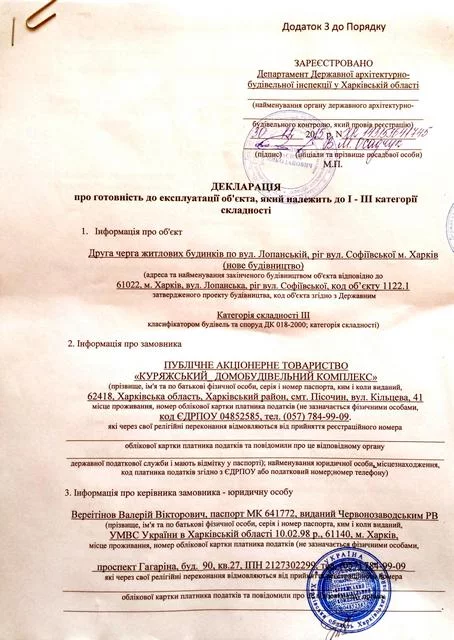 Додаток 3 до Порядку
ЗАРЕЄСТРОВАНО
Департамент Державної архітектурно-
будівельної інспекції у Харківській області
(найменування органу державного архітектурно-
будівельного контролю, який провів реєстрацію)
30 20 р. N
В.М. Осадчук
(підпис) (ініціали та прізвище посадової особи)
М.П.
ДЕКЛАРАЦІЯ
про готовність до експлуатації об'єкта, який належить до I - III категорії
складності
1. Інформація про об'єкт
Друга черга житлових будинків по вул. Лопанській, ріг вул. Софіївської м. Харків
(нове будівництво)
(адреса та найменування закінченого будівництвом об'єкта відповідно до
61022, м. Харків, вул. Лопанська, ріг вул. Софіївської, код об'єкту 1122.1
затвердженого проекту будівництва, код об'єкта згідно з Державним
Категорія складності III
класифікатором будівель та споруд ДК 018-2000; категорія складності)
2. Інформація про замовника
ПУБЛІЧНЕ АКЦІОНЕРНЕ ТОВАРИСТВО
«КУРЯЖСЬКИЙ ДОМОБУДІВЕЛЬНИЙ КОМПЛЕКС»
(прізвище, ім'я та по батькові фізичної особи, серія і номер паспорта, ким і коли виданий,
62418, Харківська область, Харківський район, смт. Пісочин, вул. Кільцева, 41
місце проживання, номер облікової картки платника податків (не зазначається фізичними особами,
код ЄДРПОУ 04852585, тел. (057) 784-99-09.
які через свої релігійні переконання відмовляються від прийняття реєстраційного номера
облікової картки платника податків та повідомили про це відповідному органу
державної податкової служби і мають відмітку у паспорті); найменування юридичної особи, місцезнаходження,
код платника податків згідно з ЄДРПОУ або податковий номер;номер телефону)
3. Інформація про керівника замовника - юридичну особу
Вереітінов Валерій Вікторович, паспорт МК 641772, виданий Червонозаводським РВ
(прізвище, ім'я та по батькові фізичної особи, серія і номер паспорта, ким і коли виданий,
УМВС України в Харківській області 10.02.98 р., 61140, м. Харків,
місце проживання, номер облікової картки платника податків (не зазначається фізичними особами,
проспект Гагаріна, буд. 90, кв.27, ІПН 2127302299, тел. (057) 784-99-09
які через свої релігійні переконання відмовляються від прийняття реєстраційного номера
облікової картки платника податків та повідомили про це
УКРАЇНА